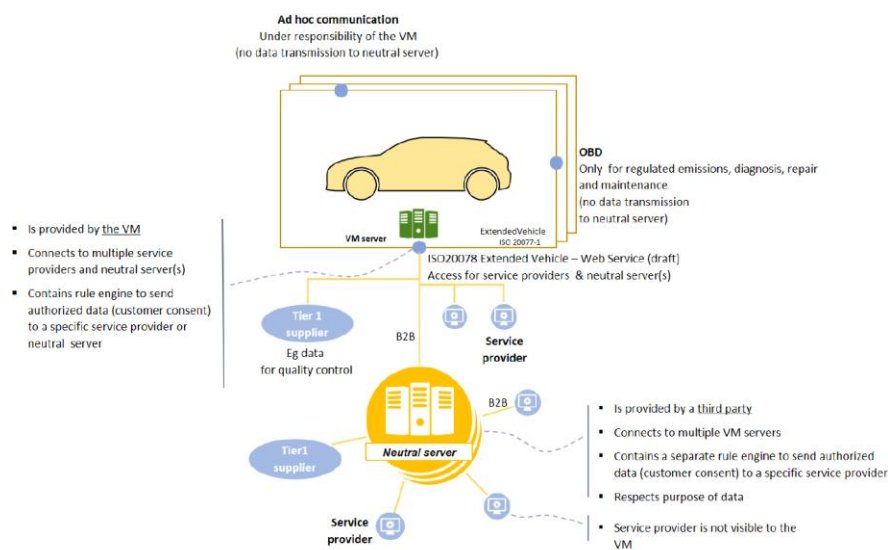 Ad hoc communication
Under responsibility of the VM
(no data transmission to neutral server)
OBD
Only for regulated emissions, diagnosis, repair
and maintenance
(no data transmission
to neutral server)
VM server
ExtendedVehicle
ISO 20077-1
▪ Is provided by the VM
▪ Connects to multiple service
providers and neutral server(s)
▪ Contains rule engine to send
authorized data (customer consent)
to a specific service provider or
neutral server
ISO20078 Extended Vehicle – Web Service (draft)
Access for service providers & neutral server(s)
Tier 1
supplier
Eg data
for quality control
B2B
Service
provider
B2B
Neutral server
Tier1
supplier
Service
provider
▪ Is provided by a third party
▪ Connects to multiple VM servers
▪ Contains a separate rule engine to send authorized
data (customer consent) to a specific service provider
▪ Respects purpose of data
▪ Service provider is not visible to the
VM